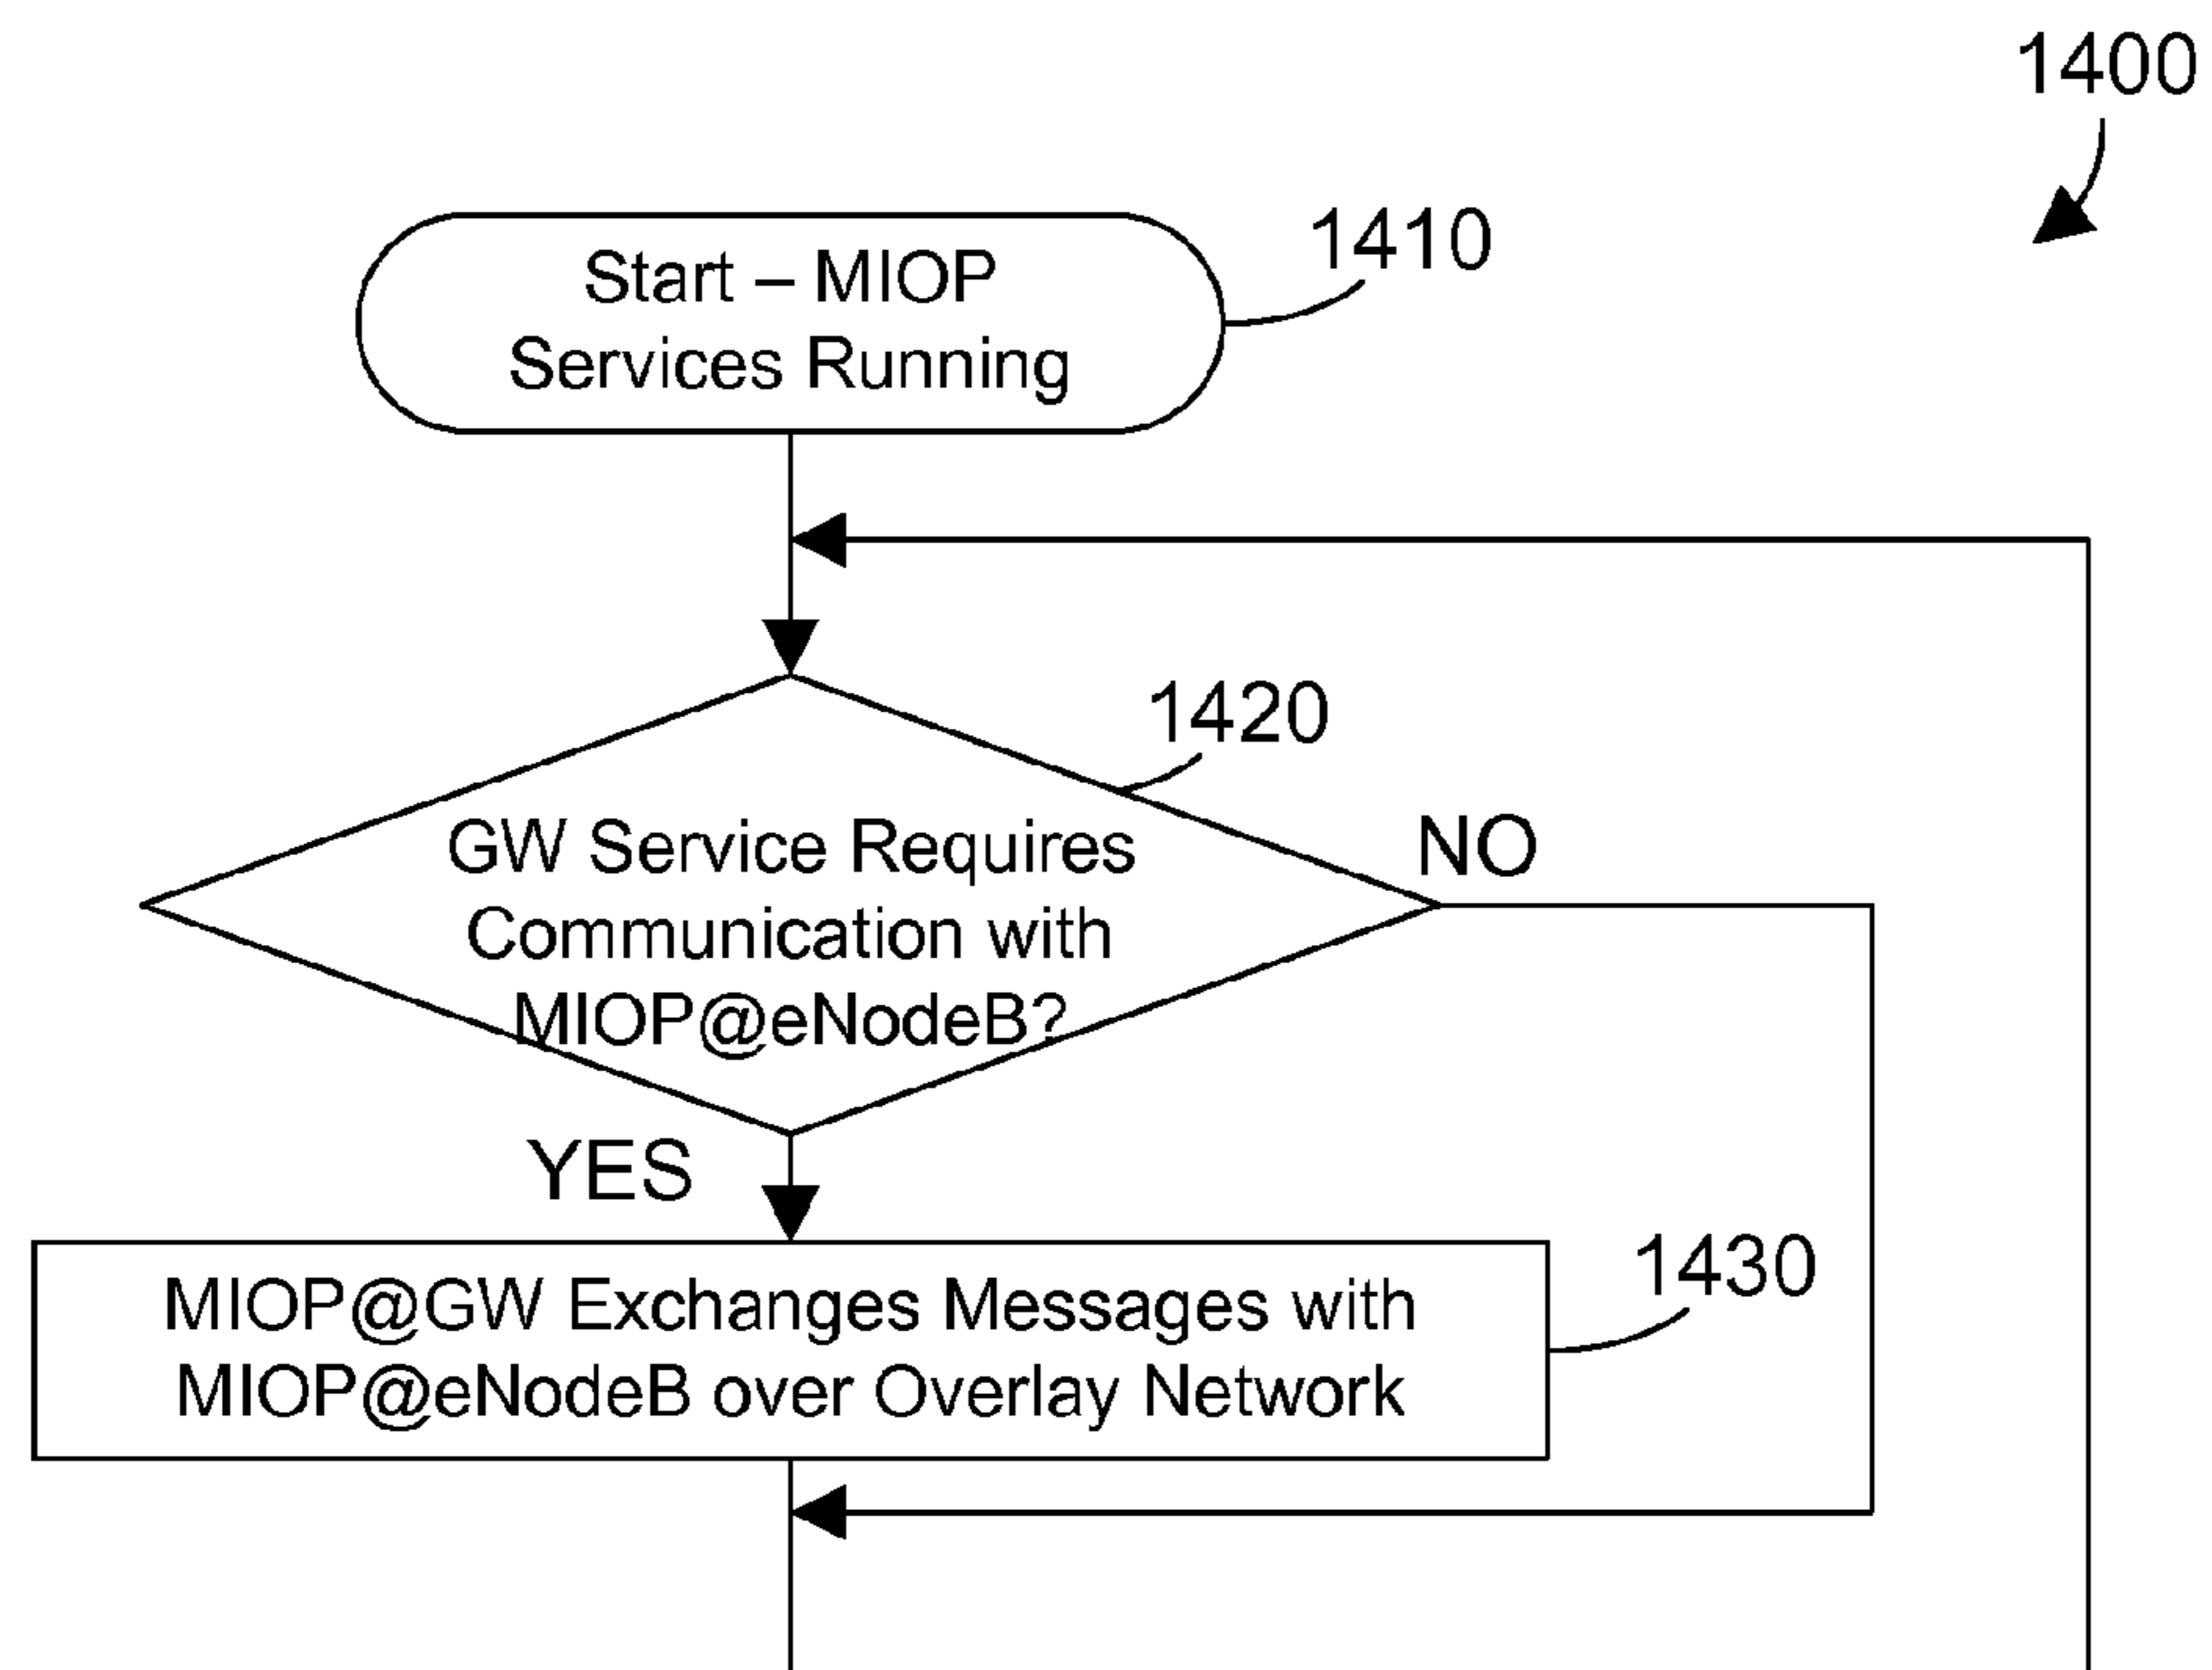 1400
1410
Start – MIOP
Services Running
1420
GW Service Requires
Communication with
MIOP@eNodeB?
NO
YES
1430
MIOP@GW Exchanges Messages with
MIOP@eNodeB over Overlay Network